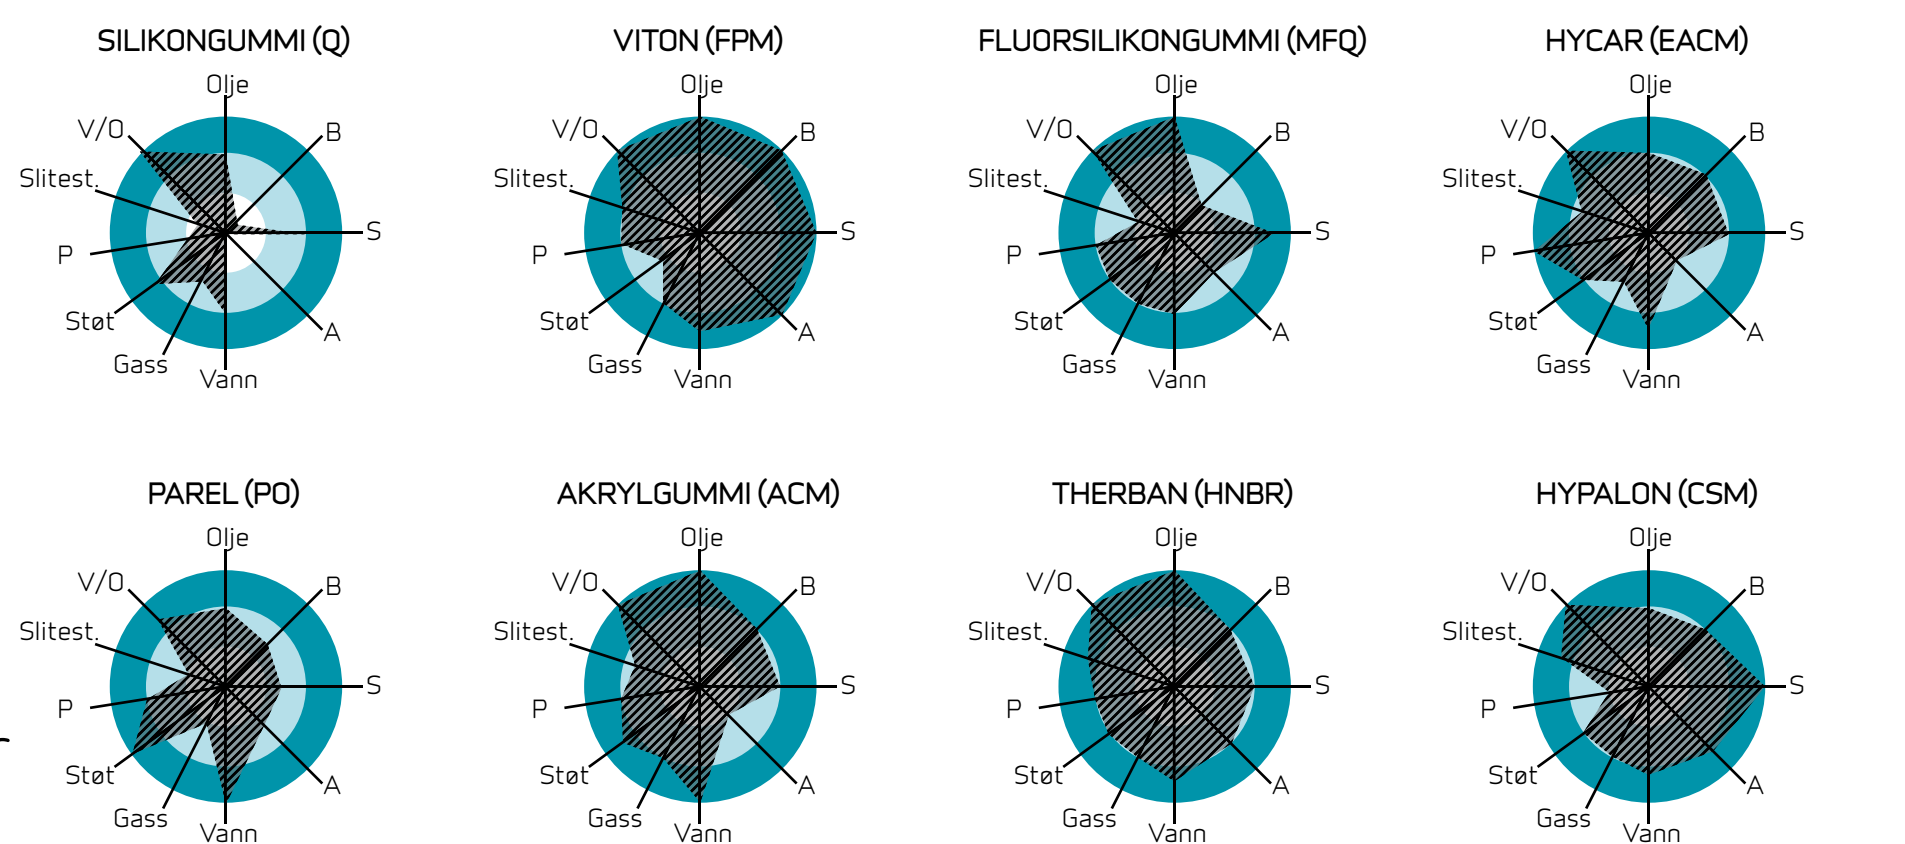 SILIKONGUMMI (Q)
Olje
V/O
B
Slitest.
S
P
Støt
A
Gass
Vann
VITON (FPM)
Olje
V/O
B
Slitest.
S
P
Støt
A
Gass
Vann
FLUORSILIKONGUMMI (MFQ)
Olje
V/O
B
Slitest.
S
P
Støt
A
Gass
Vann
HYCAR (EACM)
Olje
V/O
B
Slitest.
S
P
Støt
A
Gass
Vann
PAREL (PO)
Olje
V/O
B
Slitest.
S
P
Støt
A
Gass
Vann
AKRYLGUMMI (ACM)
Olje
V/O
B
Slitest.
S
P
Støt
A
Gass
Vann
THERBAN (HNBR)
Olje
V/O
B
Slitest.
S
P
Støt
A
Gass
Vann
HYPALON (CSM)
Olje
V/O
B
Slitest.
S
P
Støt
A
Gass
Vann